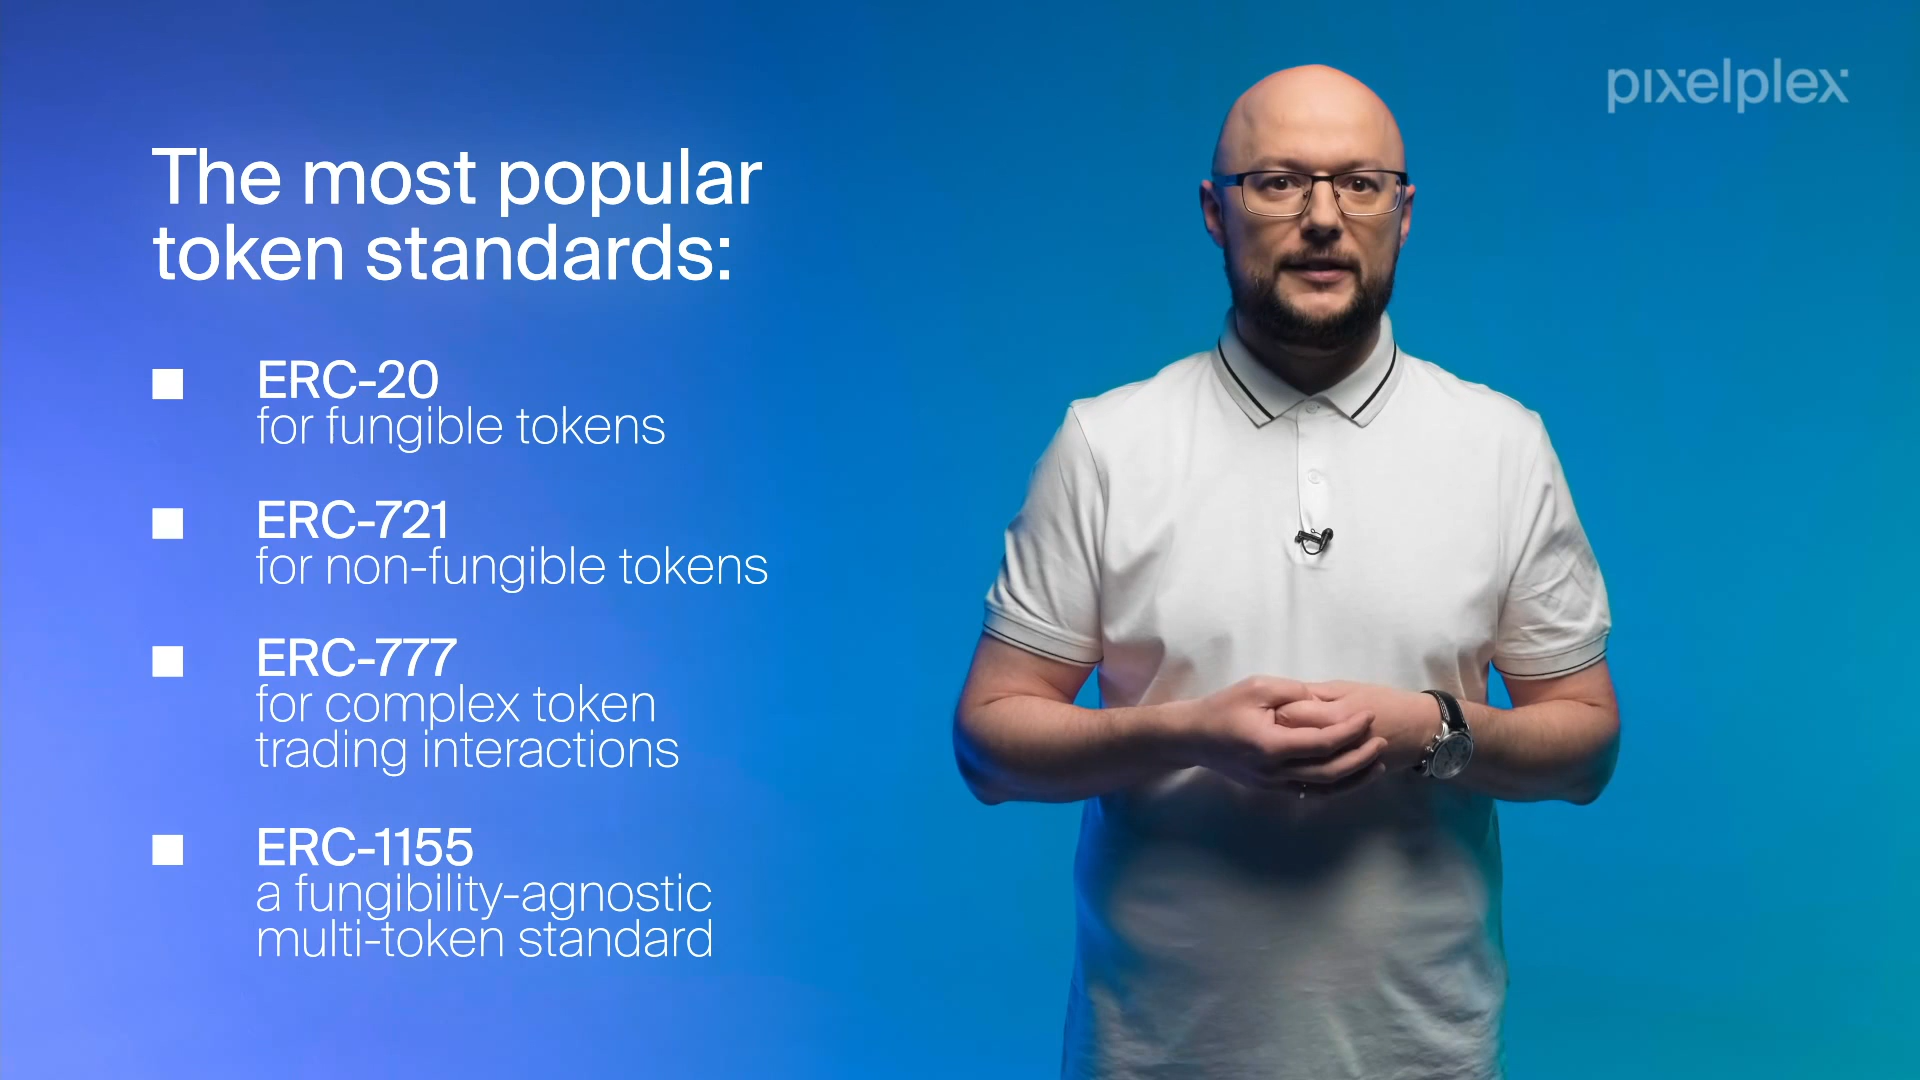 pixelplex
The most popular
token standards:
ERC-20
for fungible tokens
ERC-721
for non-fungible tokens
ERC-777
for complex token
trading interactions
ERC-1155
a fungibility-agnostic
multi-token standard